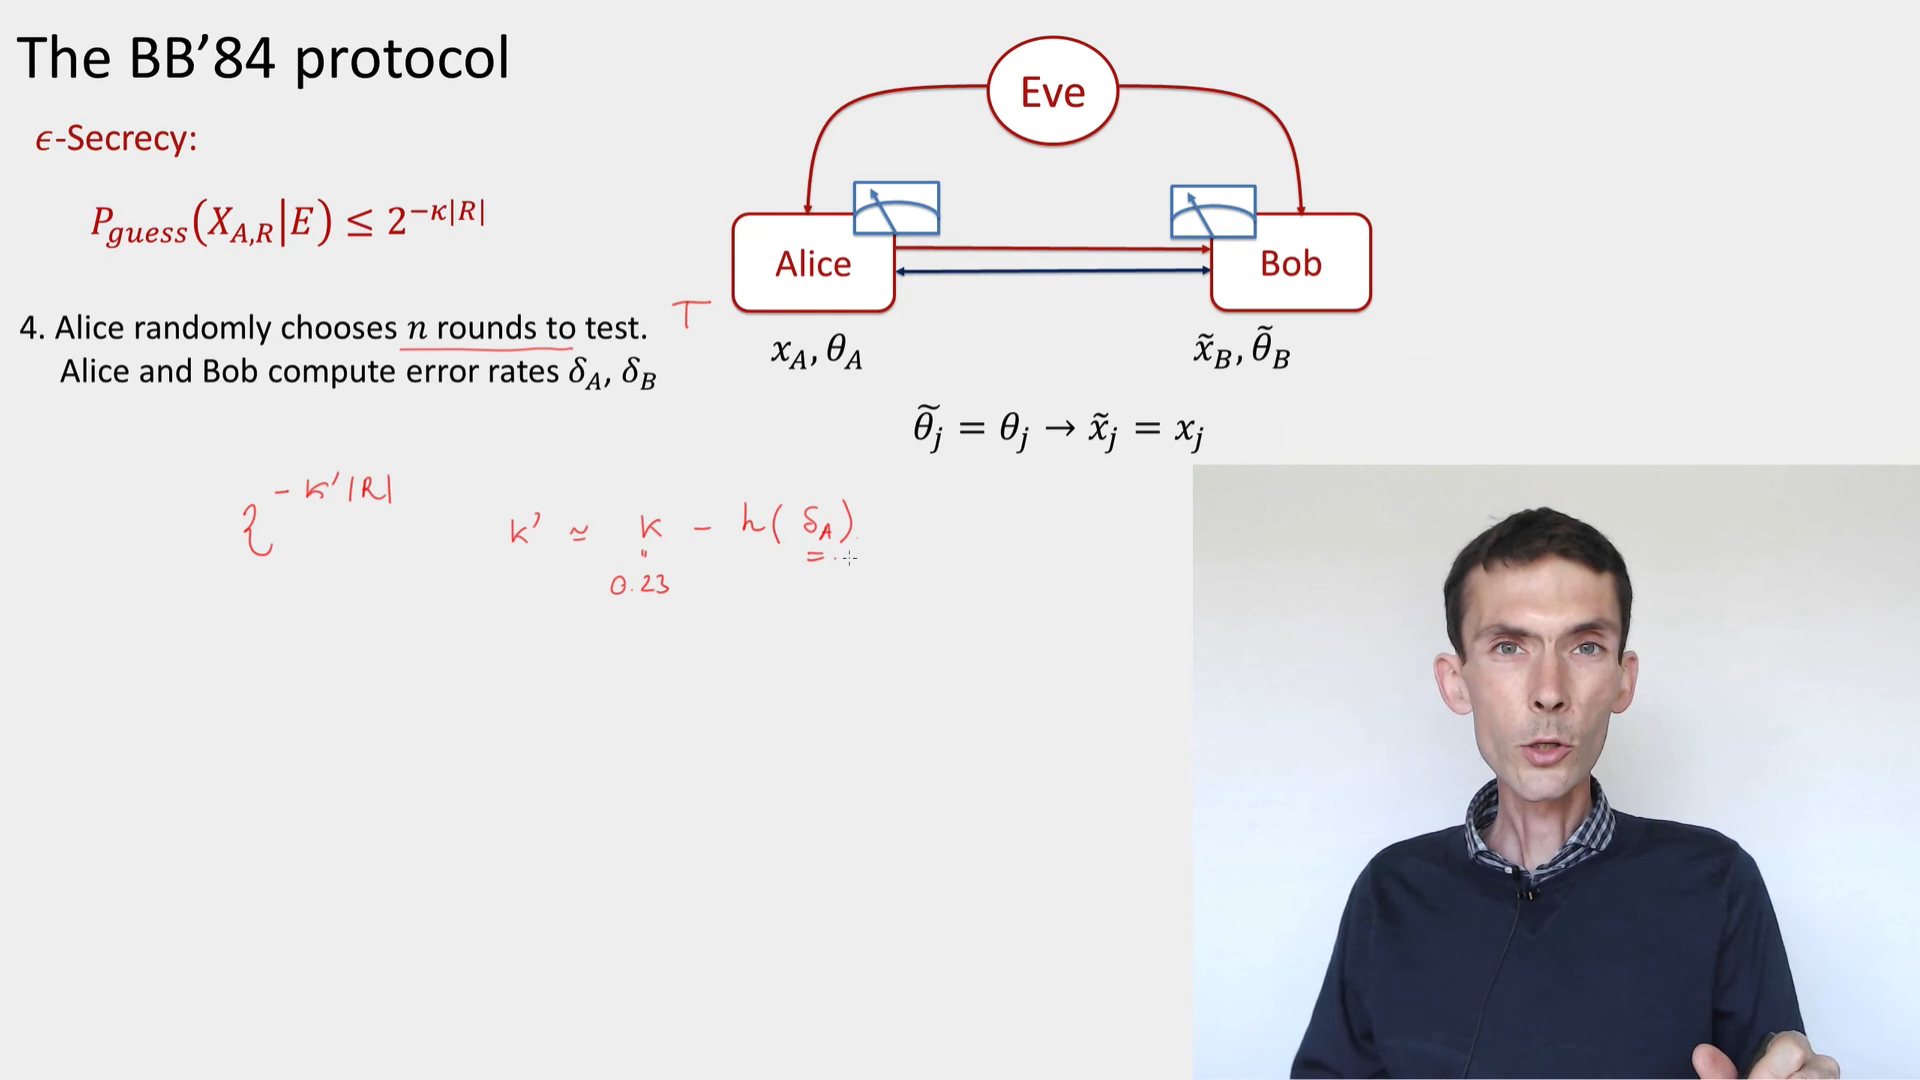 The BB’84 protocol
ϵ-Secrecy:
P_guess(X_{A,R}|E) ≤ 2^{−κ|R|}
4. Alice randomly chooses n rounds to test.
Alice and Bob compute error rates δ_A, δ_B
T
Eve
Alice
Bob
x_A, θ_A
x̃_B, θ̃_B
θ̃_j = θ_j → x̃_j = x_j
2^{−κ'|R|}
κ' ≈ κ − h(δ_A)
0.23